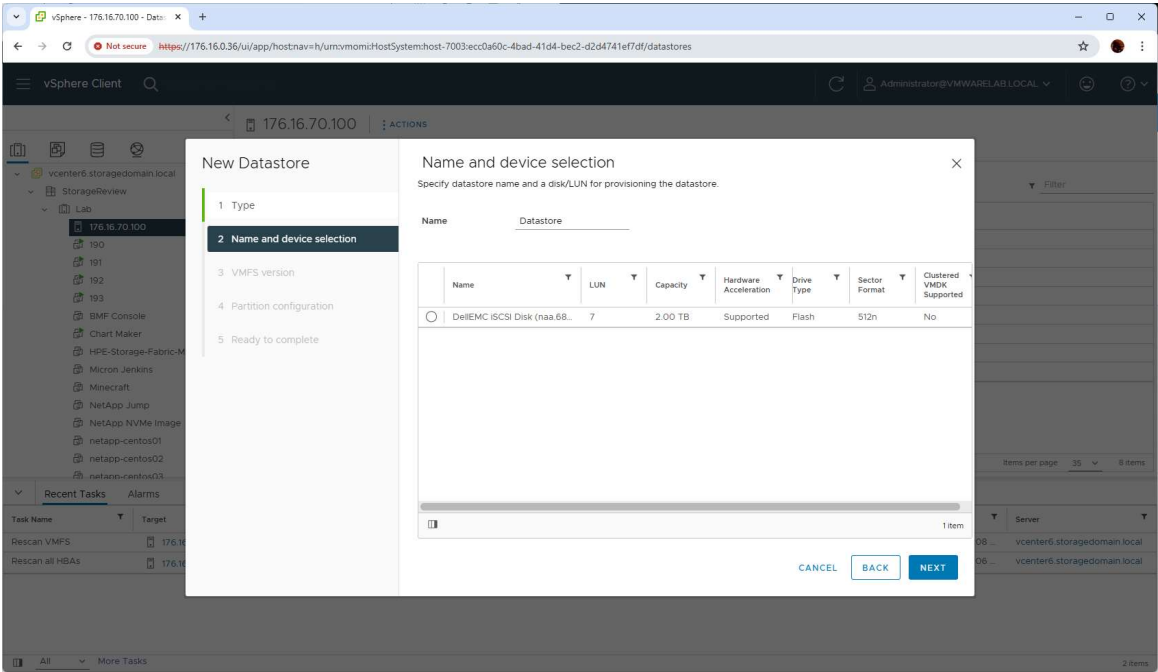 vSphere - 176.16.70.100 - Data
Not secure https://176.16.0.36/ui/app/host;nav=h/urn:vmomi:HostSystem:host-7003:ecc0a60c-4bad-41d4-bec2-d2d4741ef7df/datastores
vSphere Client
Administrator@VMWARELAB.LOCAL
176.16.70.100
ACTIONS
vcenter6.storagedomain.local
StorageReview
Lab
176.16.70.100
190
191
192
193
BMF Console
Chart Maker
HPE-Storage-Fabric-M
Micron Jenkins
Minecraft
NetApp Jump
NetApp NVMe Image
netapp-centos01
netapp-centos02
netapp-centos03
New Datastore
1 Type
2 Name and device selection
3 VMFS version
4 Partition configuration
5 Ready to complete
Name and device selection
Specify datastore name and a disk/LUN for provisioning the datastore.
Name Datastore
Name LUN Capacity Hardware Acceleration Drive Type Sector Format Clustered VMDK Supported
DellEMC iSCSI Disk (naa.68... 7 2.00 TB Supported Flash 512n No
1 item
CANCEL BACK NEXT
Filter
Items per page 35 8 items
Recent Tasks Alarms
Task Name Target Server
Rescan VMFS 176.16 08 ... vcenter6.storagedomain.local
Rescan all HBAs 176.16 06 ... vcenter6.storagedomain.local
All More Tasks 2 items